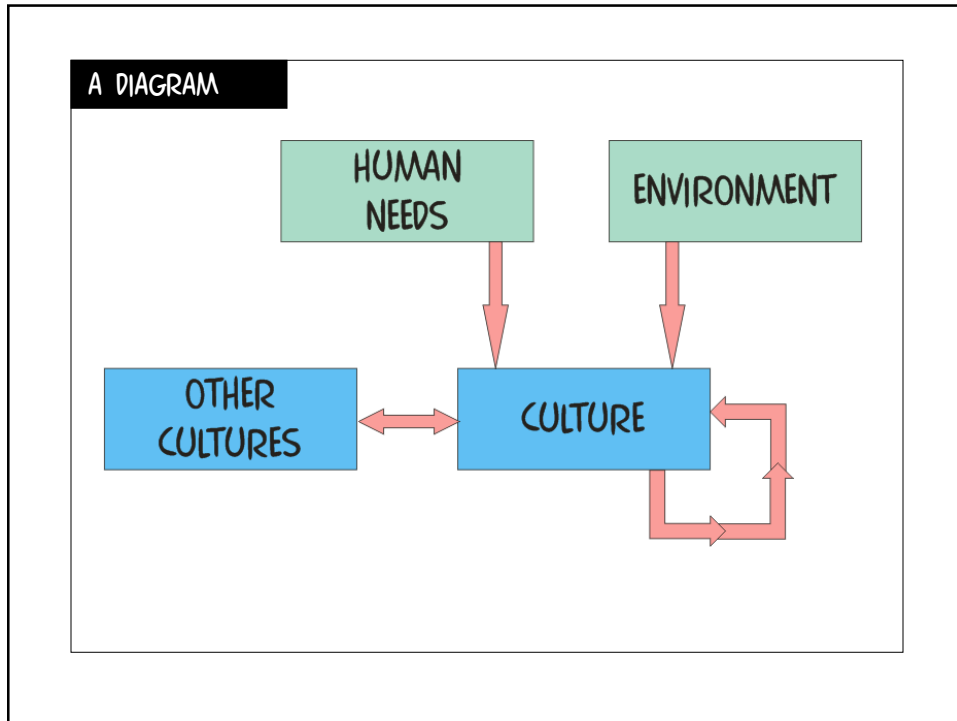 A DIAGRAM
HUMAN
NEEDS
ENVIRONMENT
OTHER
CULTURES
CULTURE